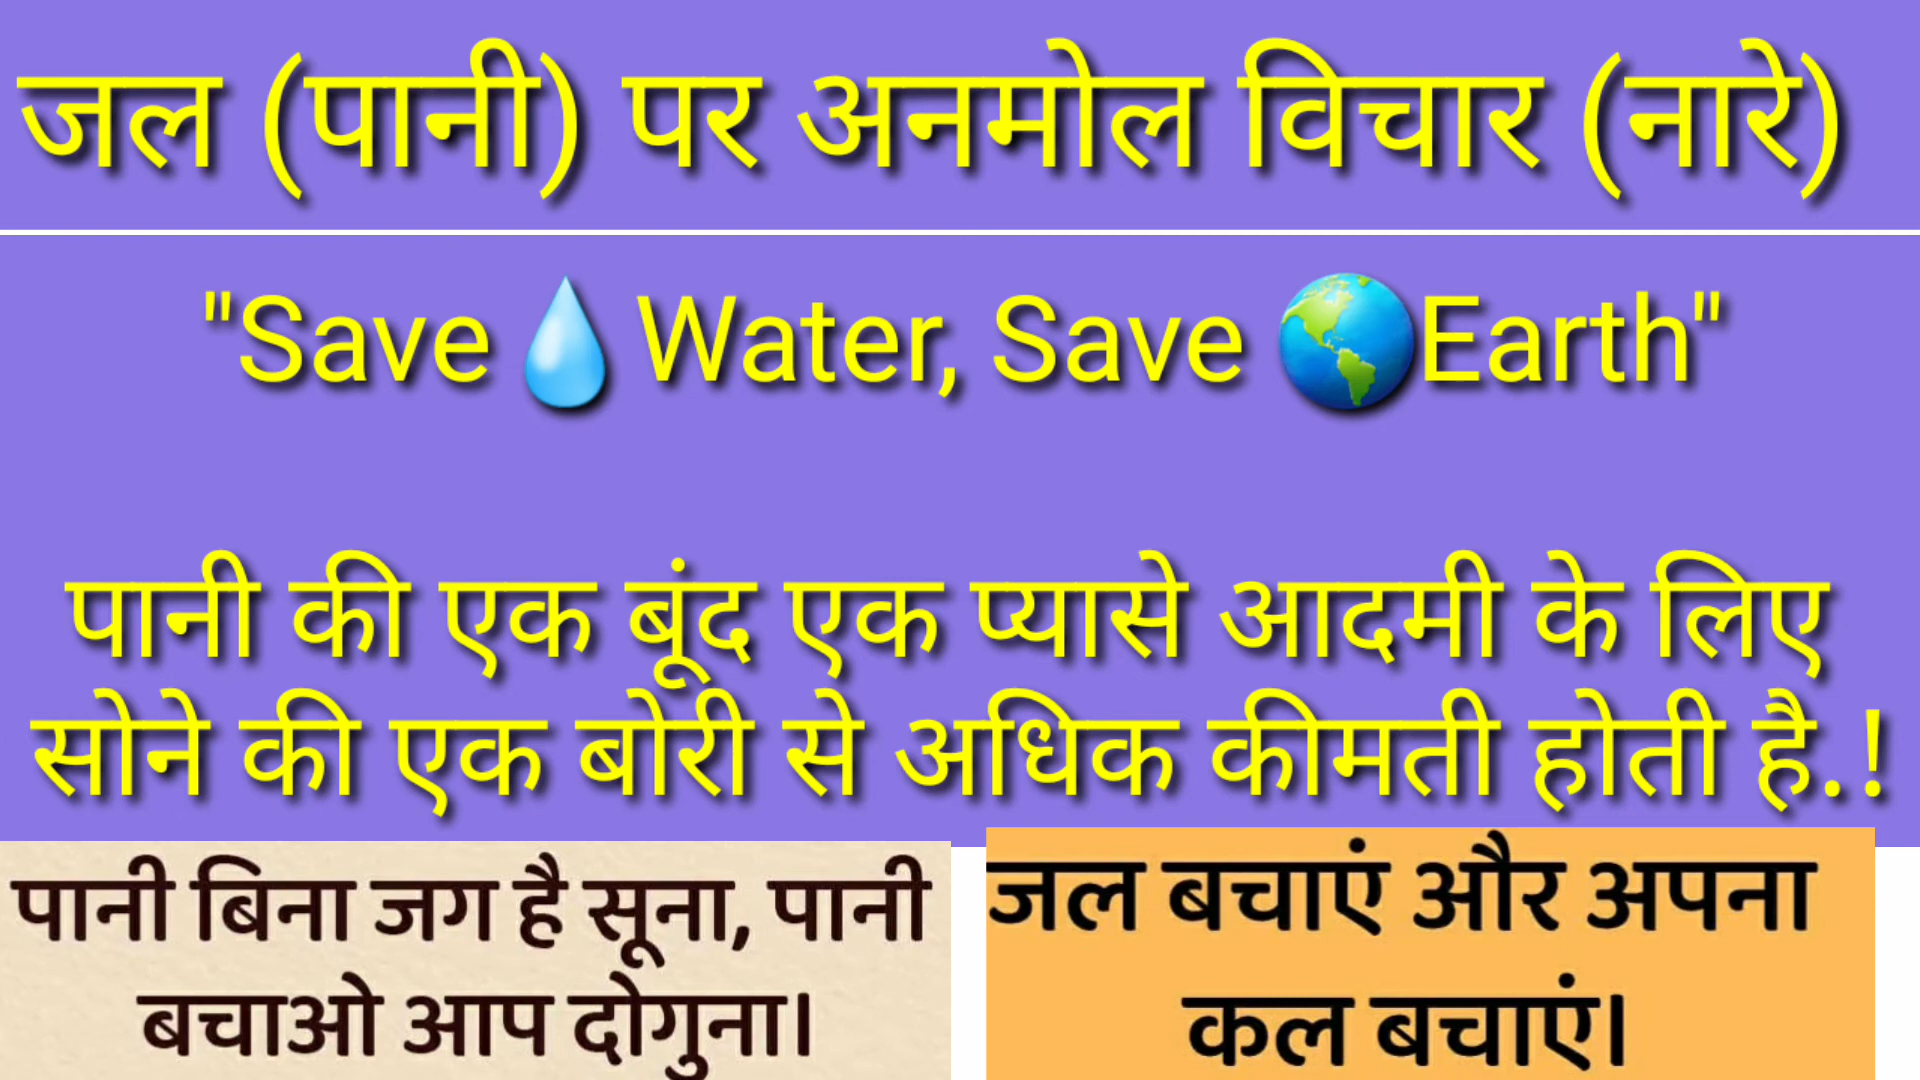 जल (पानी) पर अनमोल विचार (नारे)
"Save 💧 Water, Save 🌎Earth"
पानी की एक बूंद एक प्यासे आदमी के लिए
सोने की एक बोरी से अधिक कीमती होती है.!
पानी बिना जग है सूना, पानी
बचाओ आप दोगुना।
जल बचाएं और अपना
कल बचाएं।